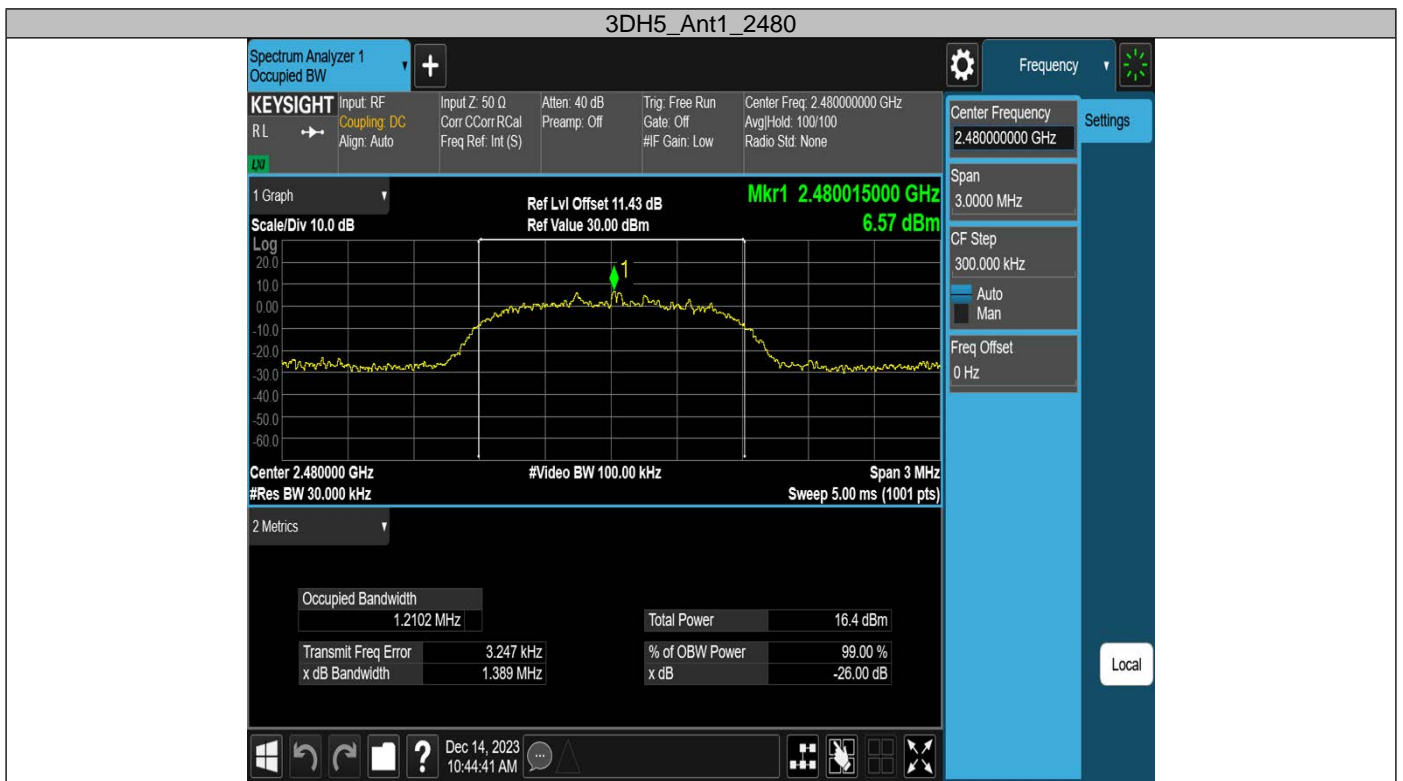 3DH5_Ant1_2480
Spectrum Analyzer 1
Occupied BW
+
Frequency
KEYSIGHT
RL
LXI
Input: RF
Coupling: DC
Align: Auto
Input Z: 50 Ω
Corr CCorr RCal
Freq Ref: Int (S)
Atten: 40 dB
Preamp: Off
Trig: Free Run
Gate: Off
#IF Gain: Low
Center Freq: 2.480000000 GHz
Avg|Hold: 100/100
Radio Std: None
Center Frequency
2.480000000 GHz
Settings
Span
3.0000 MHz
CF Step
300.000 kHz
Auto
Man
Freq Offset
0 Hz
Local
1 Graph
Scale/Div 10.0 dB
Ref Lvl Offset 11.43 dB
Ref Value 30.00 dBm
Mkr1 2.480015000 GHz
6.57 dBm
Log
20.0
10.0
0.00
-10.0
-20.0
-30.0
-40.0
-50.0
-60.0
1
Center 2.480000 GHz
#Video BW 100.00 kHz
Span 3 MHz
#Res BW 30.000 kHz
Sweep 5.00 ms (1001 pts)
2 Metrics
Occupied Bandwidth
1.2102 MHz
Total Power 16.4 dBm
Transmit Freq Error 3.247 kHz
% of OBW Power 99.00 %
x dB Bandwidth 1.389 MHz
x dB -26.00 dB
?
Dec 14, 2023
10:44:41 AM